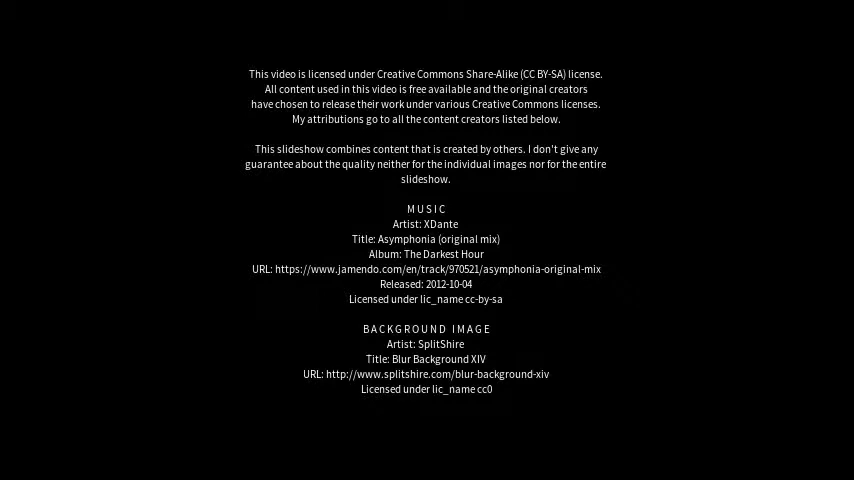 This video is licensed under Creative Commons Share-Alike (CC BY-SA) license.
All content used in this video is free available and the original creators
have chosen to release their work under various Creative Commons licenses.
My attributions go to all the content creators listed below.
This slideshow combines content that is created by others. I don't give any
guarantee about the quality neither for the individual images nor for the entire
slideshow.
MUSIC
Artist: XDante
Title: Asymphonia (original mix)
Album: The Darkest Hour
URL: https://www.jamendo.com/en/track/970521/asymphonia-original-mix
Released: 2012-10-04
Licensed under lic_name cc-by-sa
BACKGROUND IMAGE
Artist: SplitShire
Title: Blur Background XIV
URL: http://www.splitshire.com/blur-background-xiv
Licensed under lic_name cc0